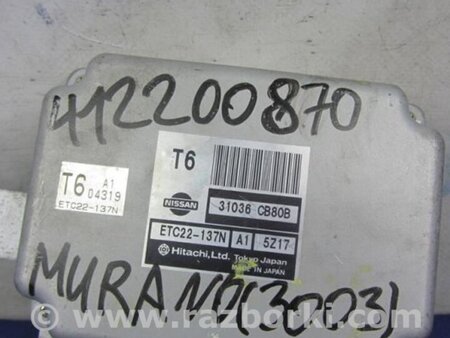 412200870
T6 A1
04319
ETC22-137N
T6
NISSAN 31036 CB80B
ETC22-137N A1 5Z17
Hitachi, Ltd. Tokyo Japan
MADE IN JAPAN
MURANO(3003)
www.razborki.com